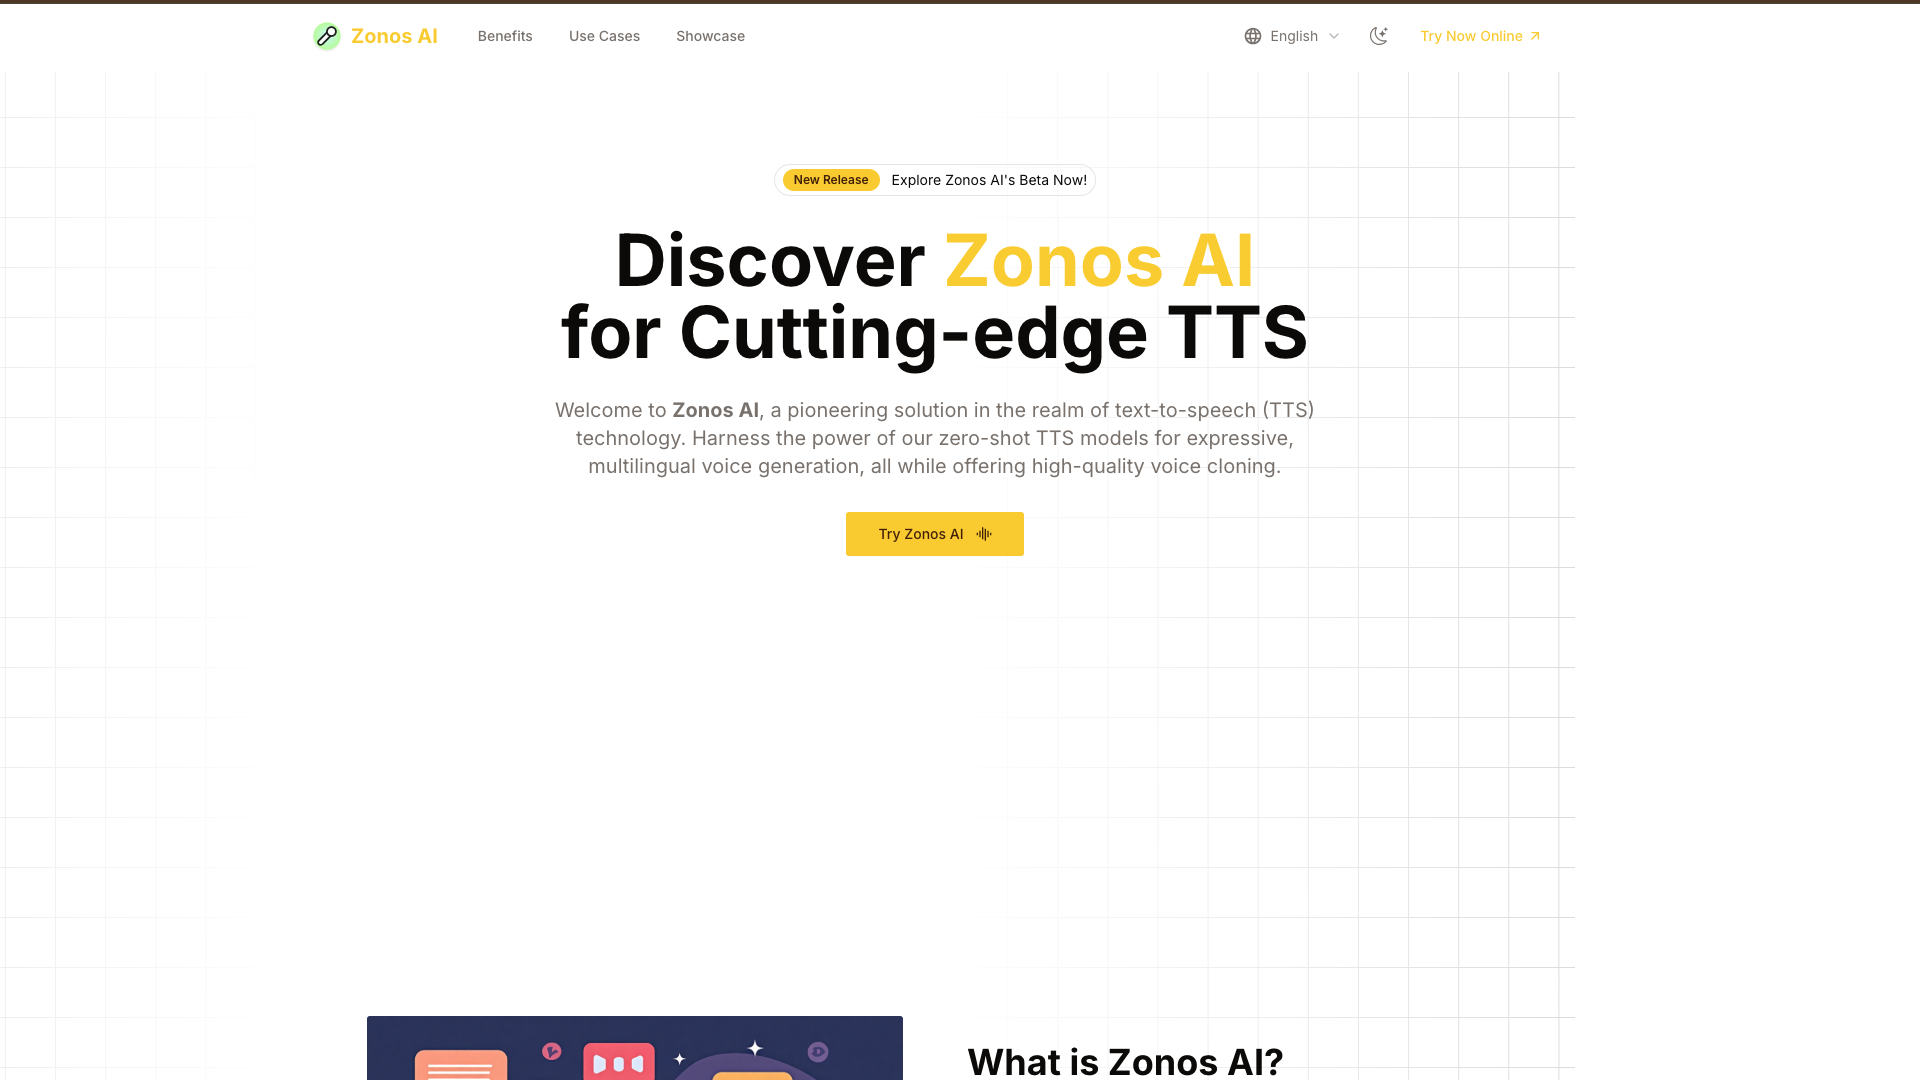 Zonos AI
Benefits
Use Cases
Showcase
English
Try Now Online
New Release
Explore Zonos AI's Beta Now!
Discover Zonos AI
for Cutting-edge TTS
Welcome to Zonos AI, a pioneering solution in the realm of text-to-speech (TTS)
technology. Harness the power of our zero-shot TTS models for expressive,
multilingual voice generation, all while offering high-quality voice cloning.
Try Zonos AI
What is Zonos AI?